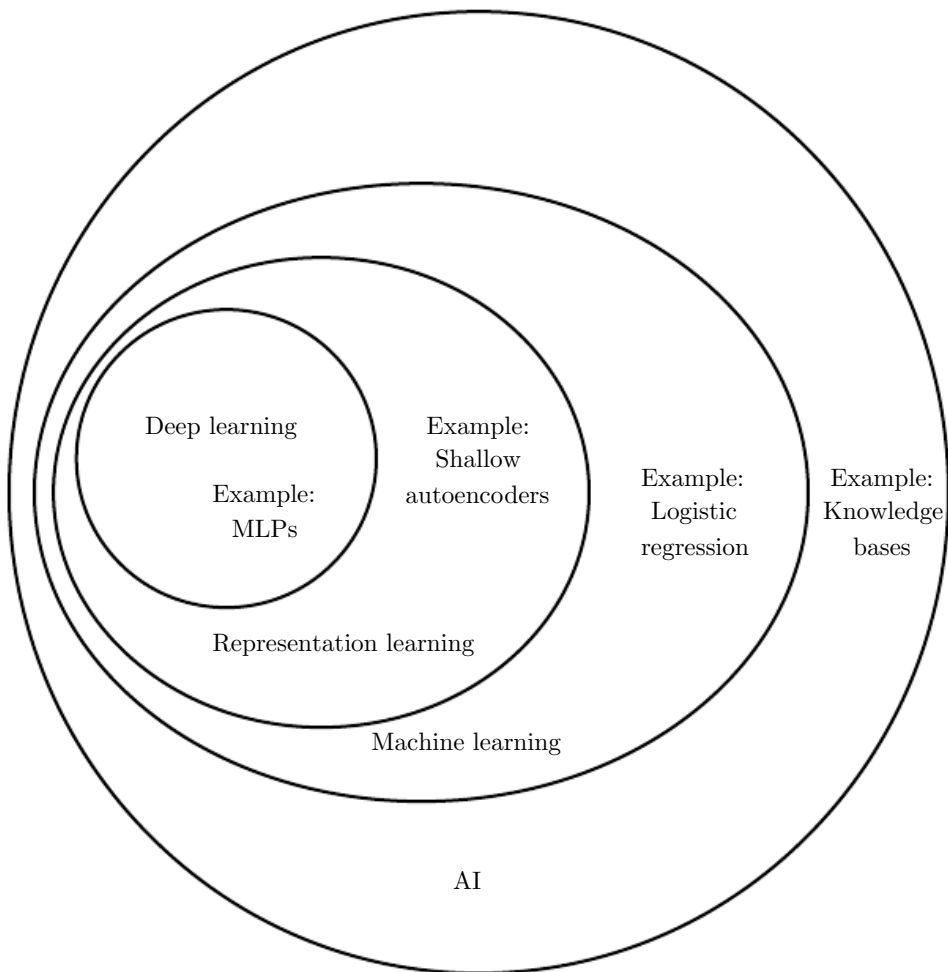 Deep learning
Example:
MLPs
Example:
Shallow
autoencoders
Example:
Logistic
regression
Example:
Knowledge
bases
Representation learning
Machine learning
AI